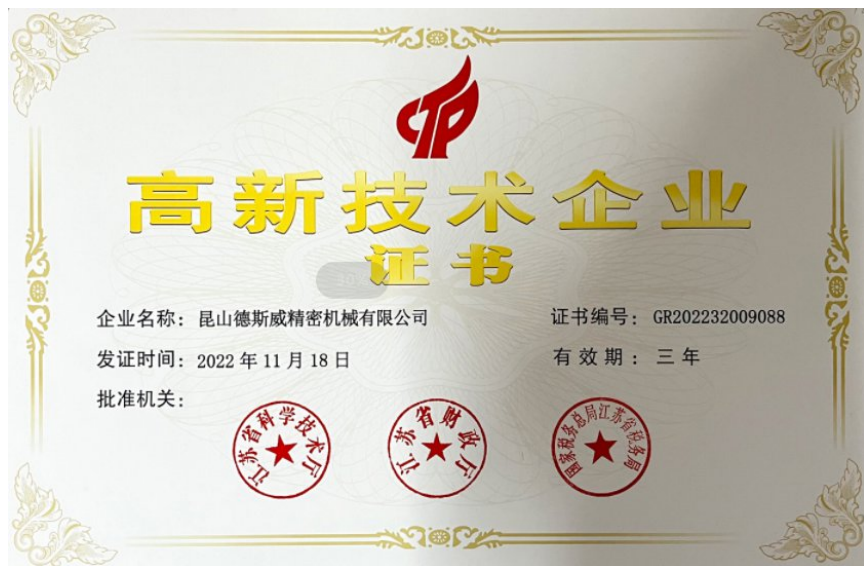 高新技术企业
证书
企业名称：昆山德斯威精密机械有限公司
证书编号：GR202232009088
发证时间：2022年11月18日
有效期：三年
批准机关：
江苏省科学技术厅
江苏省财政厅
国家税务总局江苏省税务局